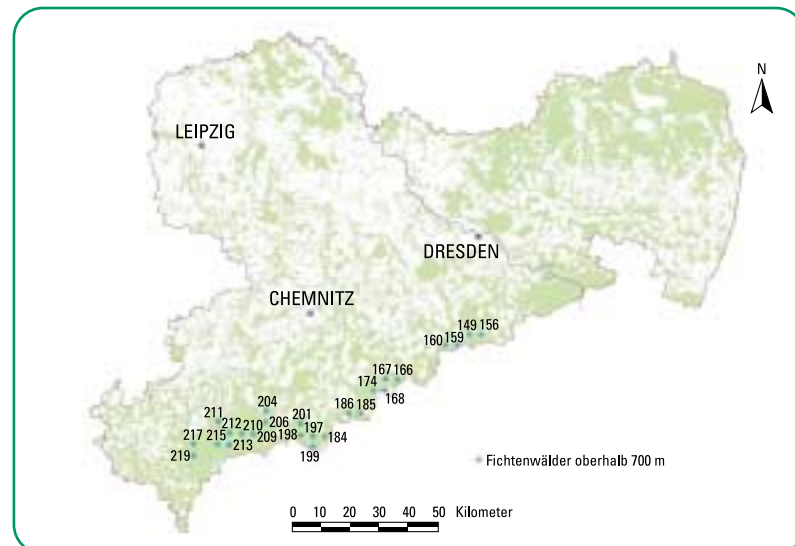 N
LEIPZIG
DRESDEN
CHEMNITZ
149 156
160 159
167 166
174 168
186 185
204
211 201
212 210 206 197
217 215 209 198 184
213
219 199
Fichtenwälder oberhalb 700 m
0 10 20 30 40 50 Kilometer